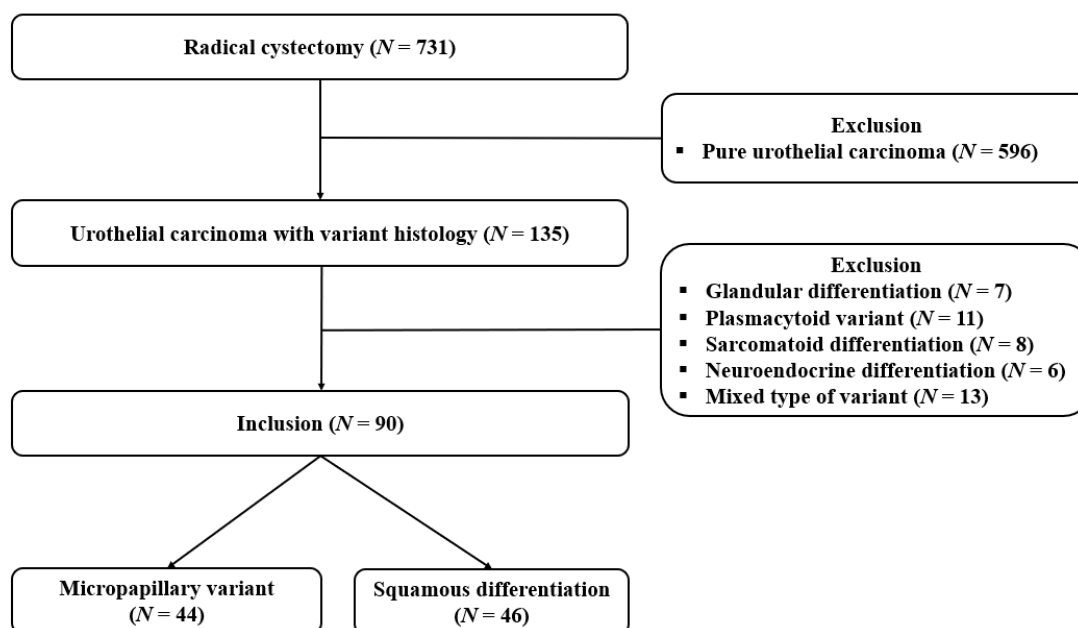 Radical cystectomy (N = 731)
Exclusion
▪ Pure urothelial carcinoma (N = 596)
Urothelial carcinoma with variant histology (N = 135)
Exclusion
▪ Glandular differentiation (N = 7)
▪ Plasmacytoid variant (N = 11)
▪ Sarcomatoid differentiation (N = 8)
▪ Neuroendocrine differentiation (N = 6)
▪ Mixed type of variant (N = 13)
Inclusion (N = 90)
Micropapillary variant
(N = 44)
Squamous differentiation
(N = 46)